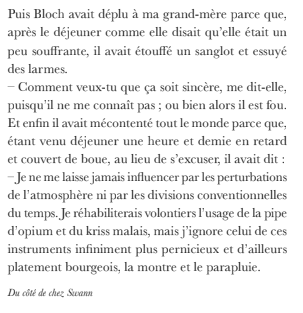 Puis Bloch avait déplu à ma grand-mère parce que,
après le déjeuner comme elle disait qu’elle était un
peu souffrante, il avait étouffé un sanglot et essuyé
des larmes.
– Comment veux-tu que ça soit sincère, me dit-elle,
puisqu’il ne me connaît pas ; ou bien alors il est fou.
Et enfin il avait mécontenté tout le monde parce que,
étant venu déjeuner une heure et demie en retard
et couvert de boue, au lieu de s’excuser, il avait dit :
– Je ne me laisse jamais influencer par les perturbations
de l’atmosphère ni par les divisions conventionnelles
du temps. Je réhabiliterais volontiers l’usage de la pipe
d’opium et du kriss malais, mais j’ignore celui de ces
instruments infiniment plus pernicieux et d’ailleurs
platement bourgeois, la montre et le parapluie.
Du côté de chez Swann